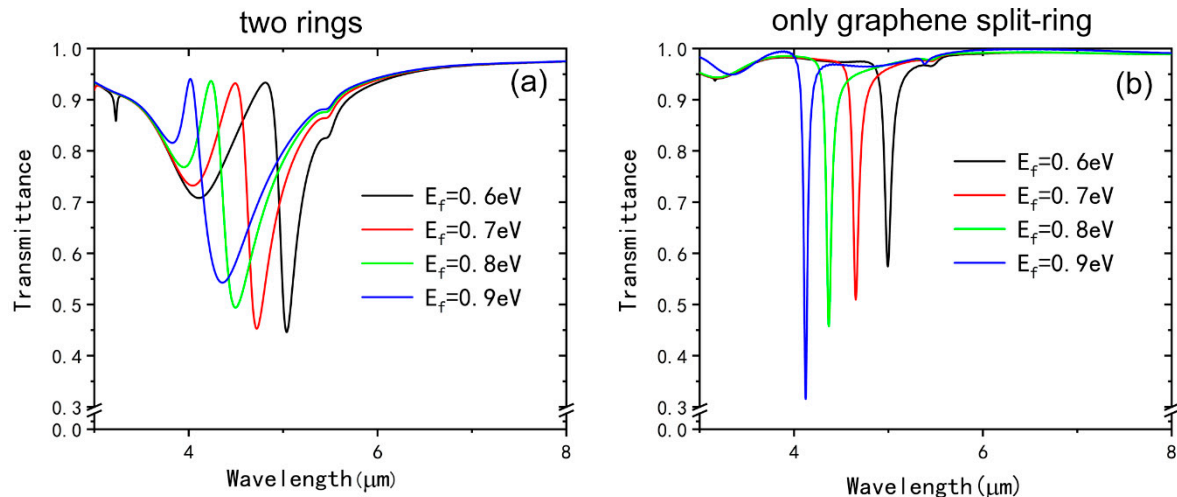 two rings
only graphene split-ring
(a)
1.0
0.9
0.8
0.7
0.6
0.5
0.4
0.3
0.0
Transmittance
E_f=0.6eV
E_f=0.7eV
E_f=0.8eV
E_f=0.9eV
4 6 8
Wavelength(μm)
(b)
1.0
0.9
0.8
0.7
0.6
0.5
0.4
0.3
0.0
Transmittance
E_f=0.6eV
E_f=0.7eV
E_f=0.8eV
E_f=0.9eV
4 6 8
Wavelength(μm)